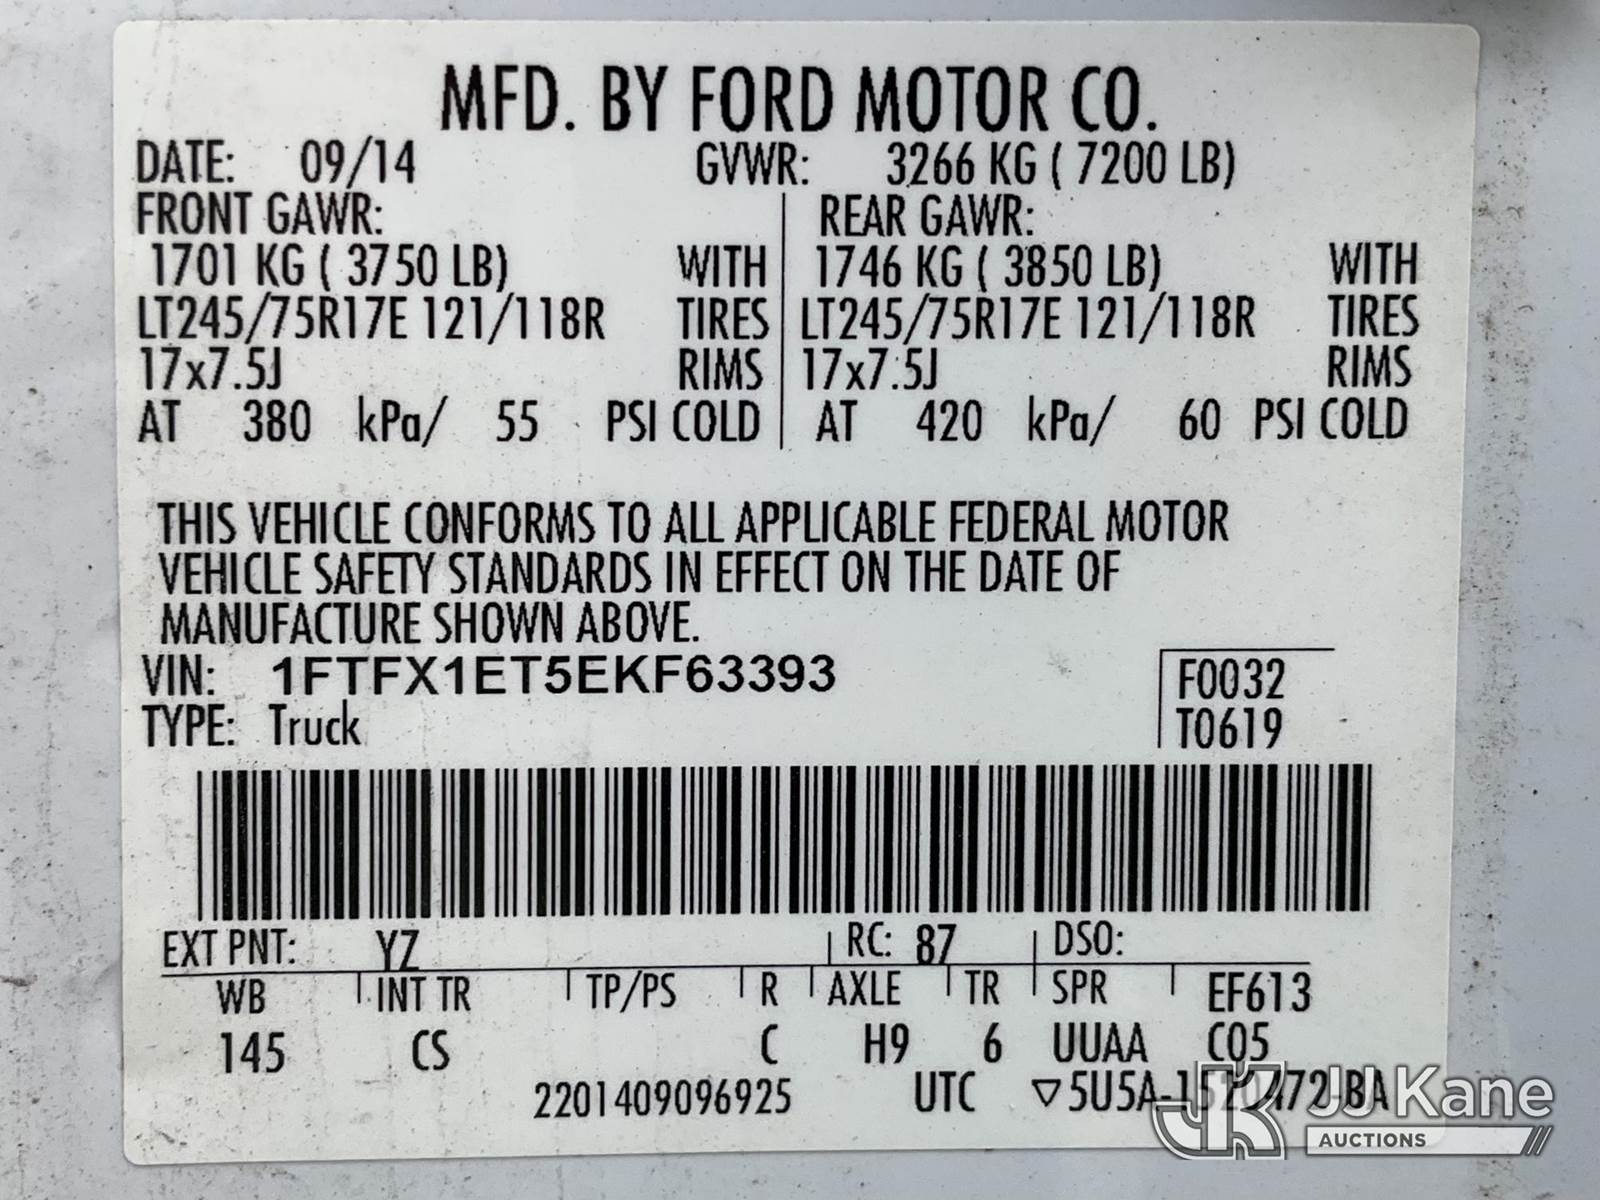 MFD. BY FORD MOTOR CO.
DATE: 09/14 GVWR: 3266 KG ( 7200 LB)
FRONT GAWR: REAR GAWR:
1701 KG ( 3750 LB) WITH 1746 KG ( 3850 LB) WITH
LT245/75R17E 121/118R TIRES LT245/75R17E 121/118R TIRES
17x7.5J RIMS 17x7.5J RIMS
AT 380 kPa/ 55 PSI COLD AT 420 kPa/ 60 PSI COLD
THIS VEHICLE CONFORMS TO ALL APPLICABLE FEDERAL MOTOR
VEHICLE SAFETY STANDARDS IN EFFECT ON THE DATE OF
MANUFACTURE SHOWN ABOVE.
VIN: 1FTFX1ET5EKF63393 F0032
TYPE: Truck T0619
EXT PNT: YZ RC: 87 DSO:
WB INT TR TP/PS R AXLE TR SPR EF613
145 CS C H9 6 UUAA C05
2201409096925 UTC
JJ Kane
AUCTIONS